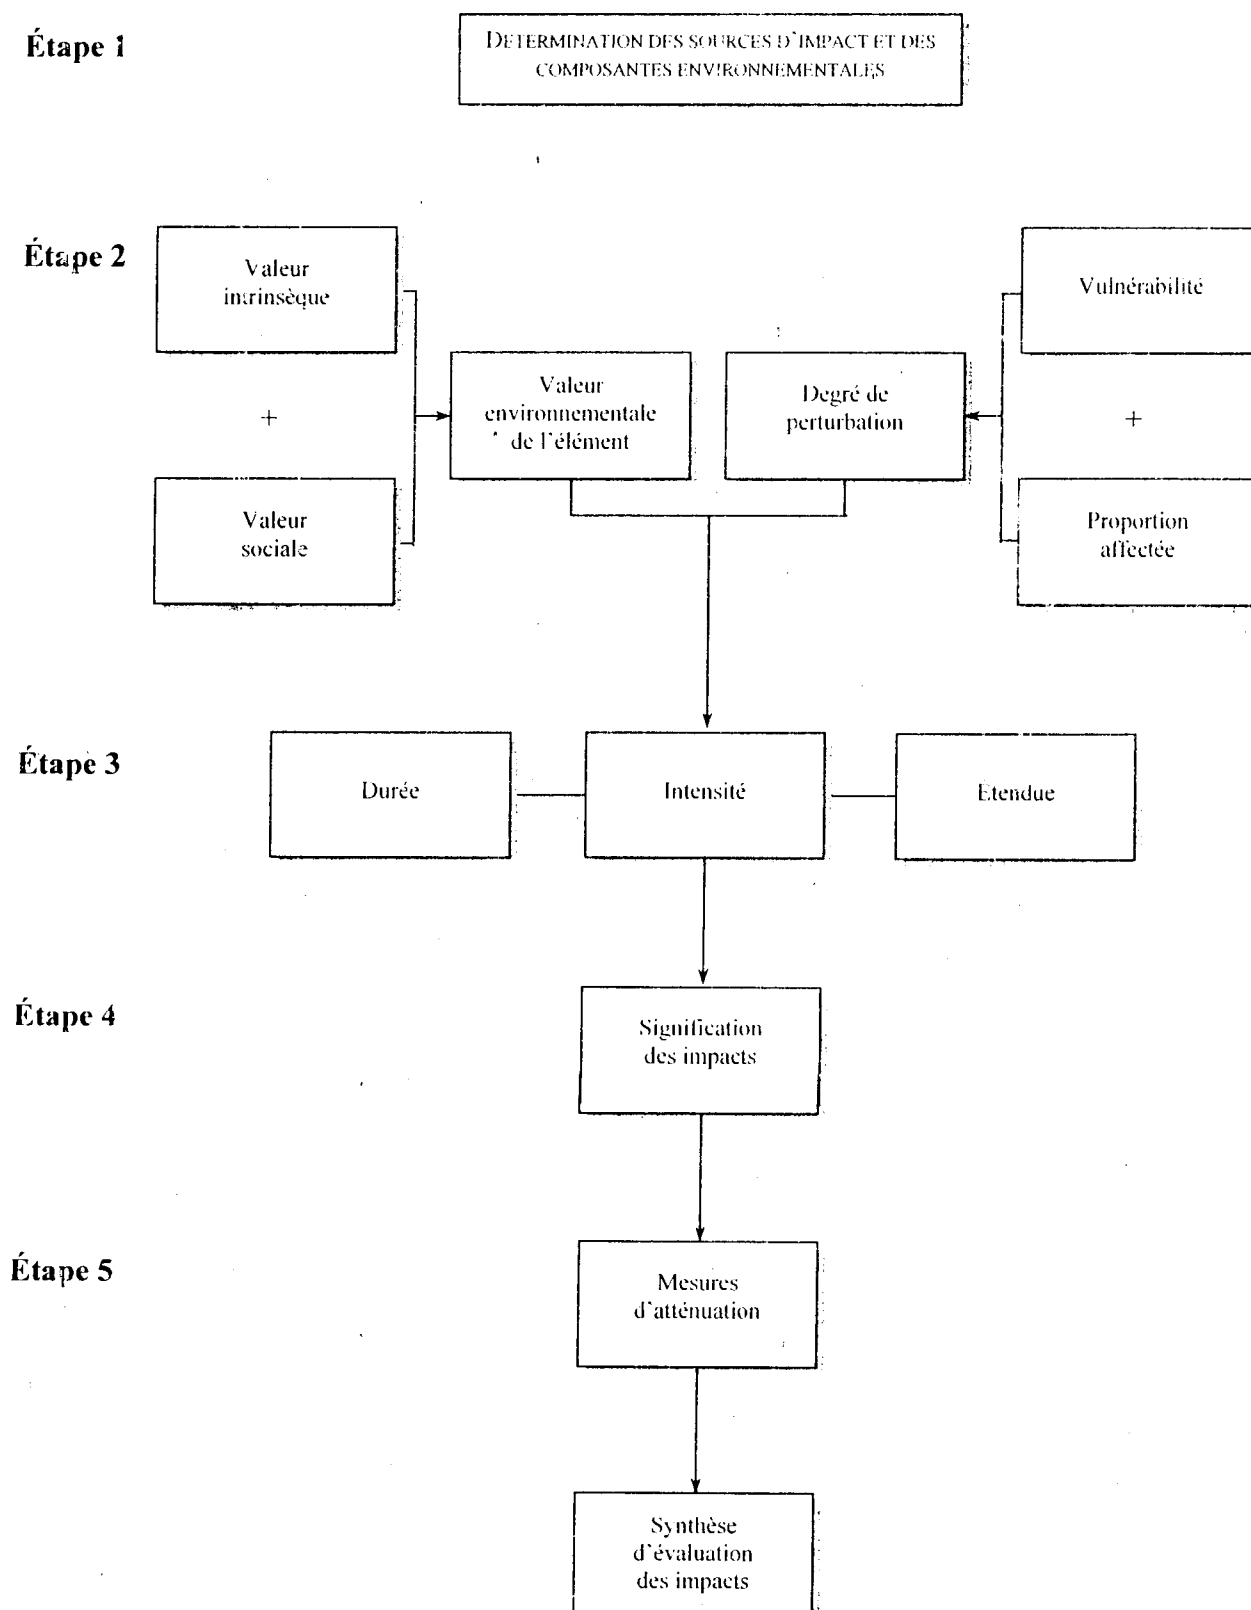 Étape 1
DETERMINATION DES SOURCES D'IMPACT ET DES
COMPOSANTES ENVIRONNEMENTALES
Étape 2
Valeur
intrinsèque
+
Valeur
sociale
Valeur
environnementale
de l'élément
Degré de
perturbation
Vulnérabilité
+
Proportion
affectée
Étape 3
Durée
Intensité
Etendue
Étape 4
Signification
des impacts
Étape 5
Mesures
d'atténuation
Synthèse
d'évaluation
des impacts